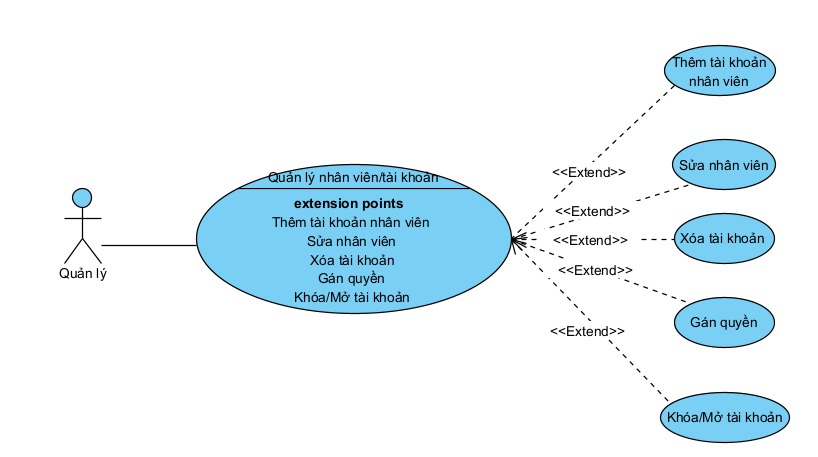 Quản lý
Quản lý nhân viên/tài khoản
extension points
Thêm tài khoản nhân viên
Sửa nhân viên
Xóa tài khoản
Gán quyền
Khóa/Mở tài khoản
<<Extend>>
<<Extend>>
<<Extend>>
<<Extend>>
<<Extend>>
Thêm tài khoản
nhân viên
Sửa nhân viên
Xóa tài khoản
Gán quyền
Khóa/Mở tài khoản